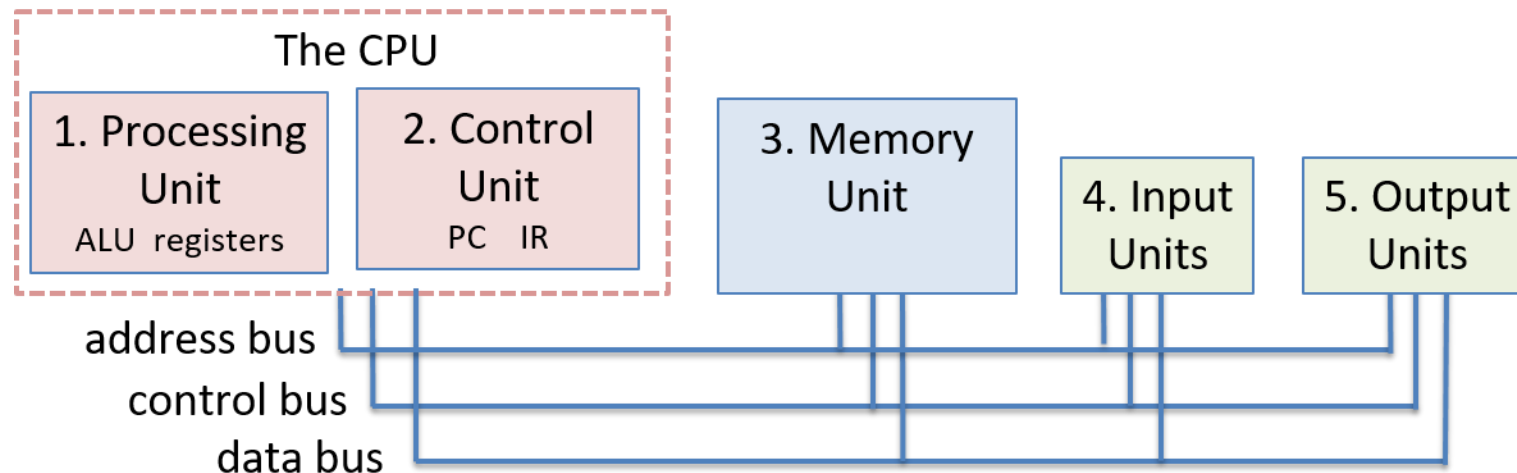 The CPU
1. Processing
Unit
ALU registers
2. Control
Unit
PC IR
3. Memory
Unit
4. Input
Units
5. Output
Units
address bus
control bus
data bus